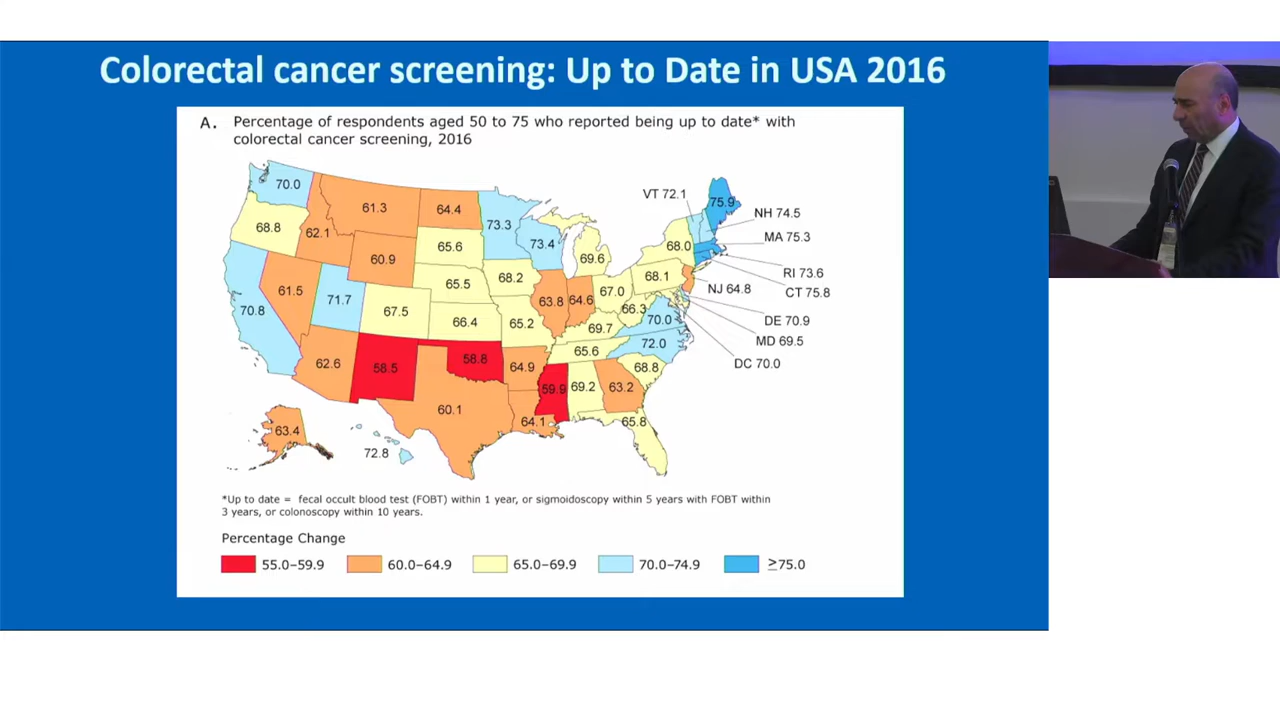 Colorectal cancer screening: Up to Date in USA 2016
A. Percentage of respondents aged 50 to 75 who reported being up to date* with
colorectal cancer screening, 2016
70.0
61.3
64.4
73.3
VT 72.1
75.9
NH 74.5
68.8
62.1
65.6
73.4
68.0
MA 75.3
60.9
69.6
RI 73.6
61.5
71.7
65.5
68.2
68.1
NJ 64.8
CT 75.8
70.8
67.5
66.4
63.8
64.6
67.0
66.3
70.0
DE 70.9
65.2
69.7
72.0
MD 69.5
62.6
58.5
58.8
64.9
65.6
68.8
DC 70.0
60.1
59.9
69.2
63.2
64.1
65.8
63.4
72.8
*Up to date = fecal occult blood test (FOBT) within 1 year, or sigmoidoscopy within 5 years with FOBT within
3 years, or colonoscopy within 10 years.
Percentage Change
55.0–59.9 60.0–64.9 65.0–69.9 70.0–74.9 ≥75.0